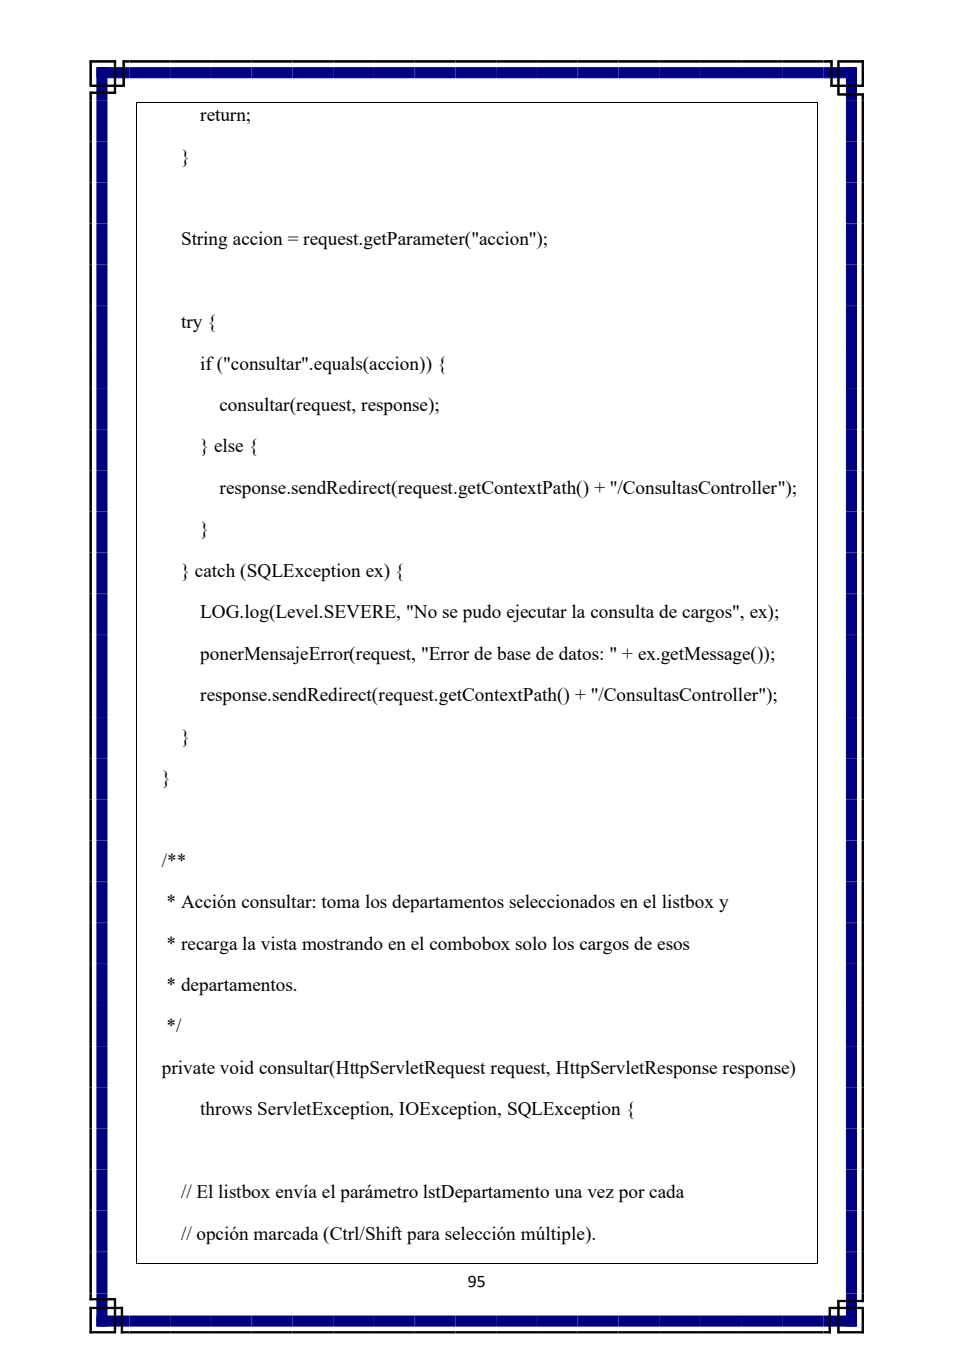 return;
}
String accion = request.getParameter("accion");
try {
if ("consultar".equals(accion)) {
consultar(request, response);
} else {
response.sendRedirect(request.getContextPath() + "/ConsultasController");
}
} catch (SQLException ex) {
LOG.log(Level.SEVERE, "No se pudo ejecutar la consulta de cargos", ex);
ponerMensajeError(request, "Error de base de datos: " + ex.getMessage());
response.sendRedirect(request.getContextPath() + "/ConsultasController");
}
}
/**
* Acción consultar: toma los departamentos seleccionados en el listbox y
* recarga la vista mostrando en el combobox solo los cargos de esos
* departamentos.
*/
private void consultar(HttpServletRequest request, HttpServletResponse response)
throws ServletException, IOException, SQLException {
// El listbox envía el parámetro lstDepartamento una vez por cada
// opción marcada (Ctrl/Shift para selección múltiple).
95